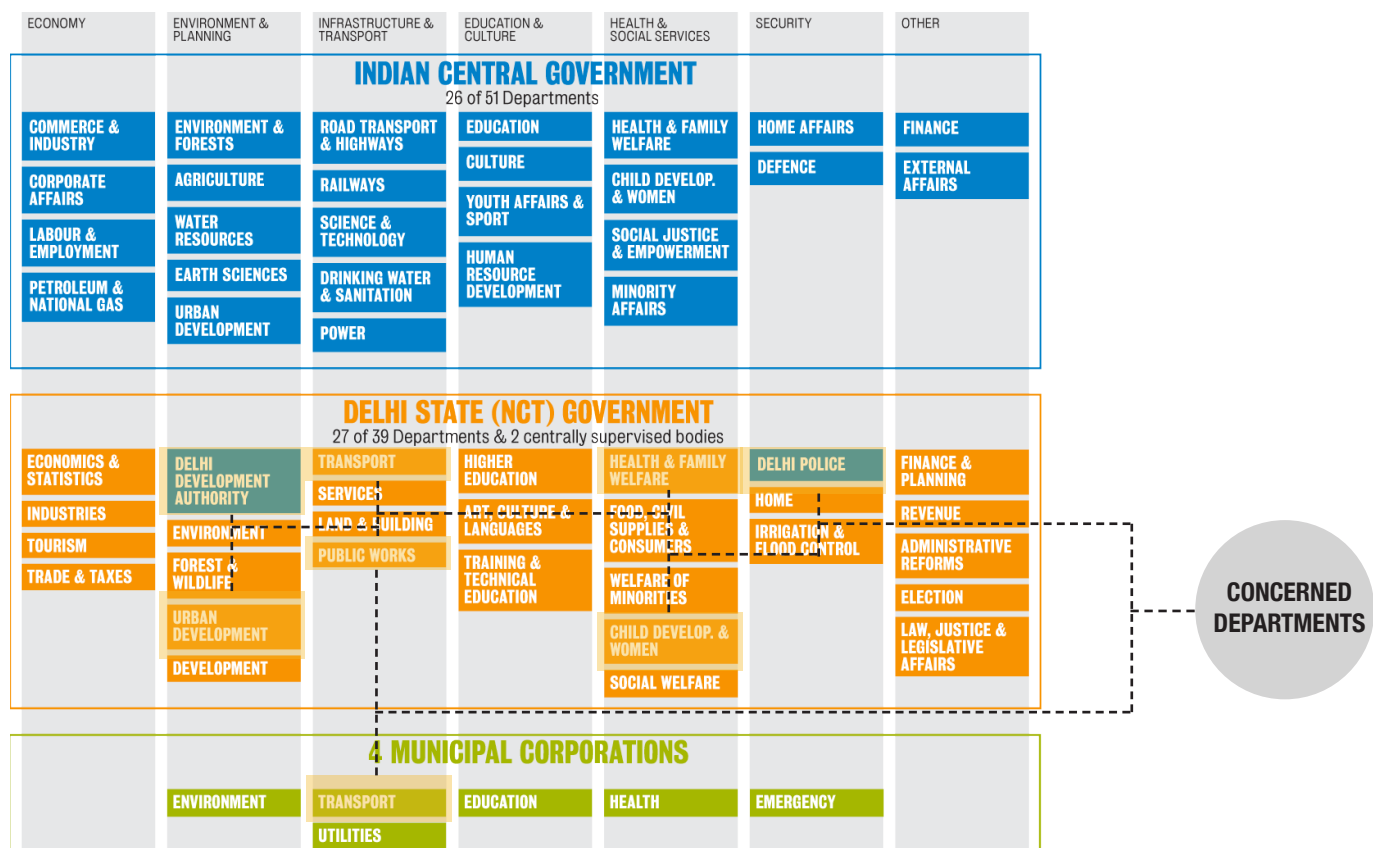 ECONOMY
ENVIRONMENT &
PLANNING
INFRASTRUCTURE &
TRANSPORT
EDUCATION &
CULTURE
HEALTH &
SOCIAL SERVICES
SECURITY
OTHER
INDIAN CENTRAL GOVERNMENT
26 of 51 Departments
COMMERCE &
INDUSTRY
CORPORATE
AFFAIRS
LABOUR &
EMPLOYMENT
PETROLEUM &
NATIONAL GAS
ENVIRONMENT &
FORESTS
AGRICULTURE
WATER
RESOURCES
EARTH SCIENCES
URBAN
DEVELOPMENT
ROAD TRANSPORT
& HIGHWAYS
RAILWAYS
SCIENCE &
TECHNOLOGY
DRINKING WATER
& SANITATION
POWER
EDUCATION
CULTURE
YOUTH AFFAIRS &
SPORT
HUMAN
RESOURCE
DEVELOPMENT
HEALTH & FAMILY
WELFARE
CHILD DEVELOP.
& WOMEN
SOCIAL JUSTICE
& EMPOWERMENT
MINORITY
AFFAIRS
HOME AFFAIRS
DEFENCE
FINANCE
EXTERNAL
AFFAIRS
DELHI STATE (NCT) GOVERNMENT
27 of 39 Departments & 2 centrally supervised bodies
ECONOMICS &
STATISTICS
INDUSTRIES
TOURISM
TRADE & TAXES
DELHI
DEVELOPMENT
AUTHORITY
ENVIRONMENT
FOREST &
WILDLIFE
URBAN
DEVELOPMENT
DEVELOPMENT
TRANSPORT
SERVICES
LAND & BUILDING
PUBLIC WORKS
HIGHER
EDUCATION
ART, CULTURE &
LANGUAGES
TRAINING &
TECHNICAL
EDUCATION
HEALTH & FAMILY
WELFARE
FOOD, CIVIL
SUPPLIES &
CONSUMERS
WELFARE OF
MINORITIES
CHILD DEVELOP. &
WOMEN
SOCIAL WELFARE
DELHI POLICE
HOME
IRRIGATION &
FLOOD CONTROL
FINANCE &
PLANNING
REVENUE
ADMINISTRATIVE
REFORMS
ELECTION
LAW, JUSTICE &
LEGISLATIVE
AFFAIRS
CONCERNED
DEPARTMENTS
4 MUNICIPAL CORPORATIONS
ENVIRONMENT
TRANSPORT
UTILITIES
EDUCATION
HEALTH
EMERGENCY